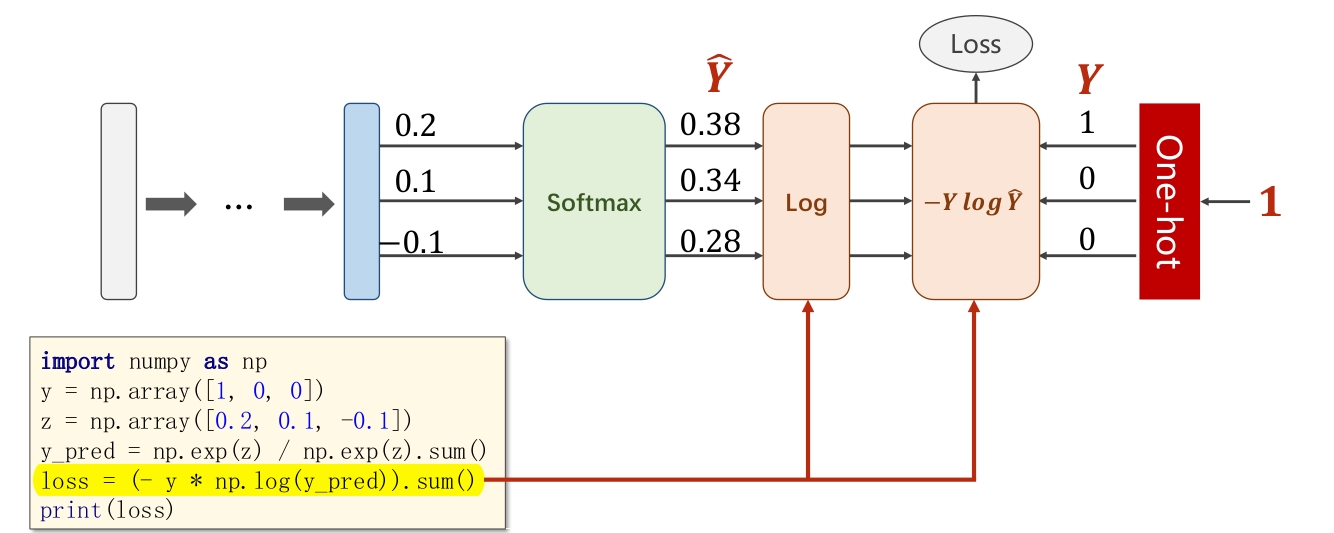 Loss
Ŷ
Y
0.2
0.38
1
0.1
0.34
0
−0.1
0.28
0
Softmax
Log
−Y log Ŷ
One-hot
1
...
import numpy as np
y = np.array([1, 0, 0])
z = np.array([0.2, 0.1, -0.1])
y_pred = np.exp(z) / np.exp(z).sum()
loss = (- y * np.log(y_pred)).sum()
print(loss)